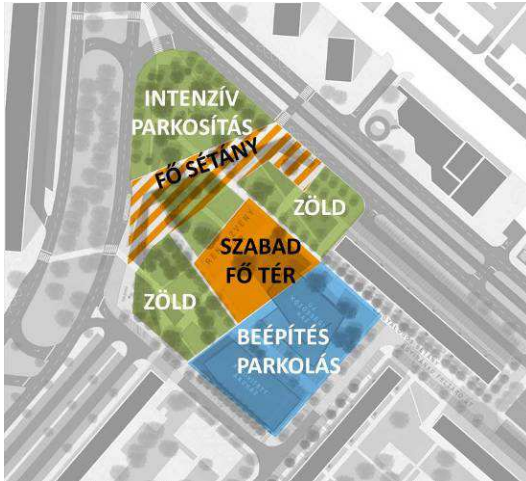 INTENZÍV
PARKOSÍTÁS
FŐ SÉTÁNY
ZÖLD
SZABAD
FŐ TÉR
ZÖLD
BEÉPÍTÉS
PARKOLÁS